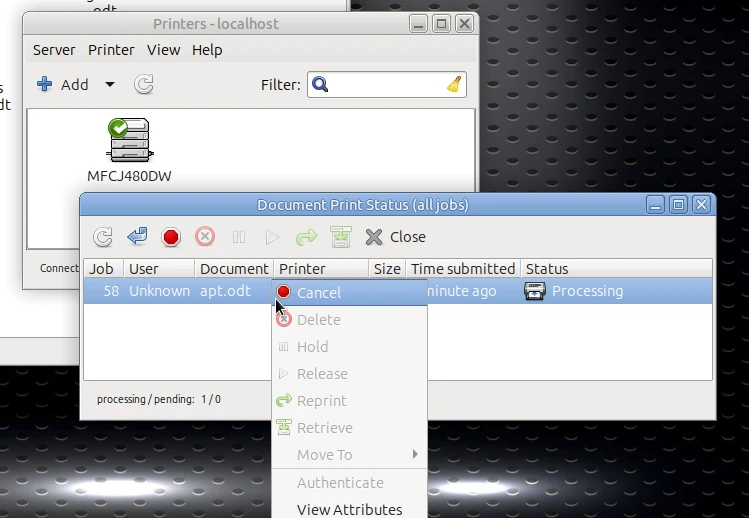 .odt
s
dt
Printers - localhost
Server Printer View Help
Add Filter:
MFCJ480DW
Connect
Document Print Status (all jobs)
Close
Job User Document Printer Size Time submitted Status
58 Unknown apt.odt minute ago Processing
Cancel
Delete
Hold
Release
Reprint
Retrieve
Move To
Authenticate
View Attributes
processing / pending: 1 / 0